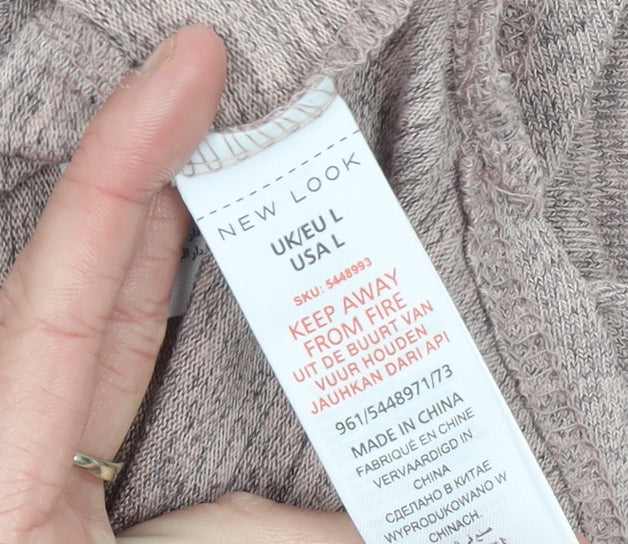 NEW LOOK
UK/EU L
USA L
SKU: 5448993
KEEP AWAY
FROM FIRE
UIT DE BUURT VAN
VUUR HOUDEN
JAUHKAN DARI API
961/5448971/73
MADE IN CHINA
FABRIQUÉ EN CHINE
VERVAARDIGD IN
CHINA
СДЕЛАНО В КИТАЕ
WYPRODUKOWANO W
CHINACH.